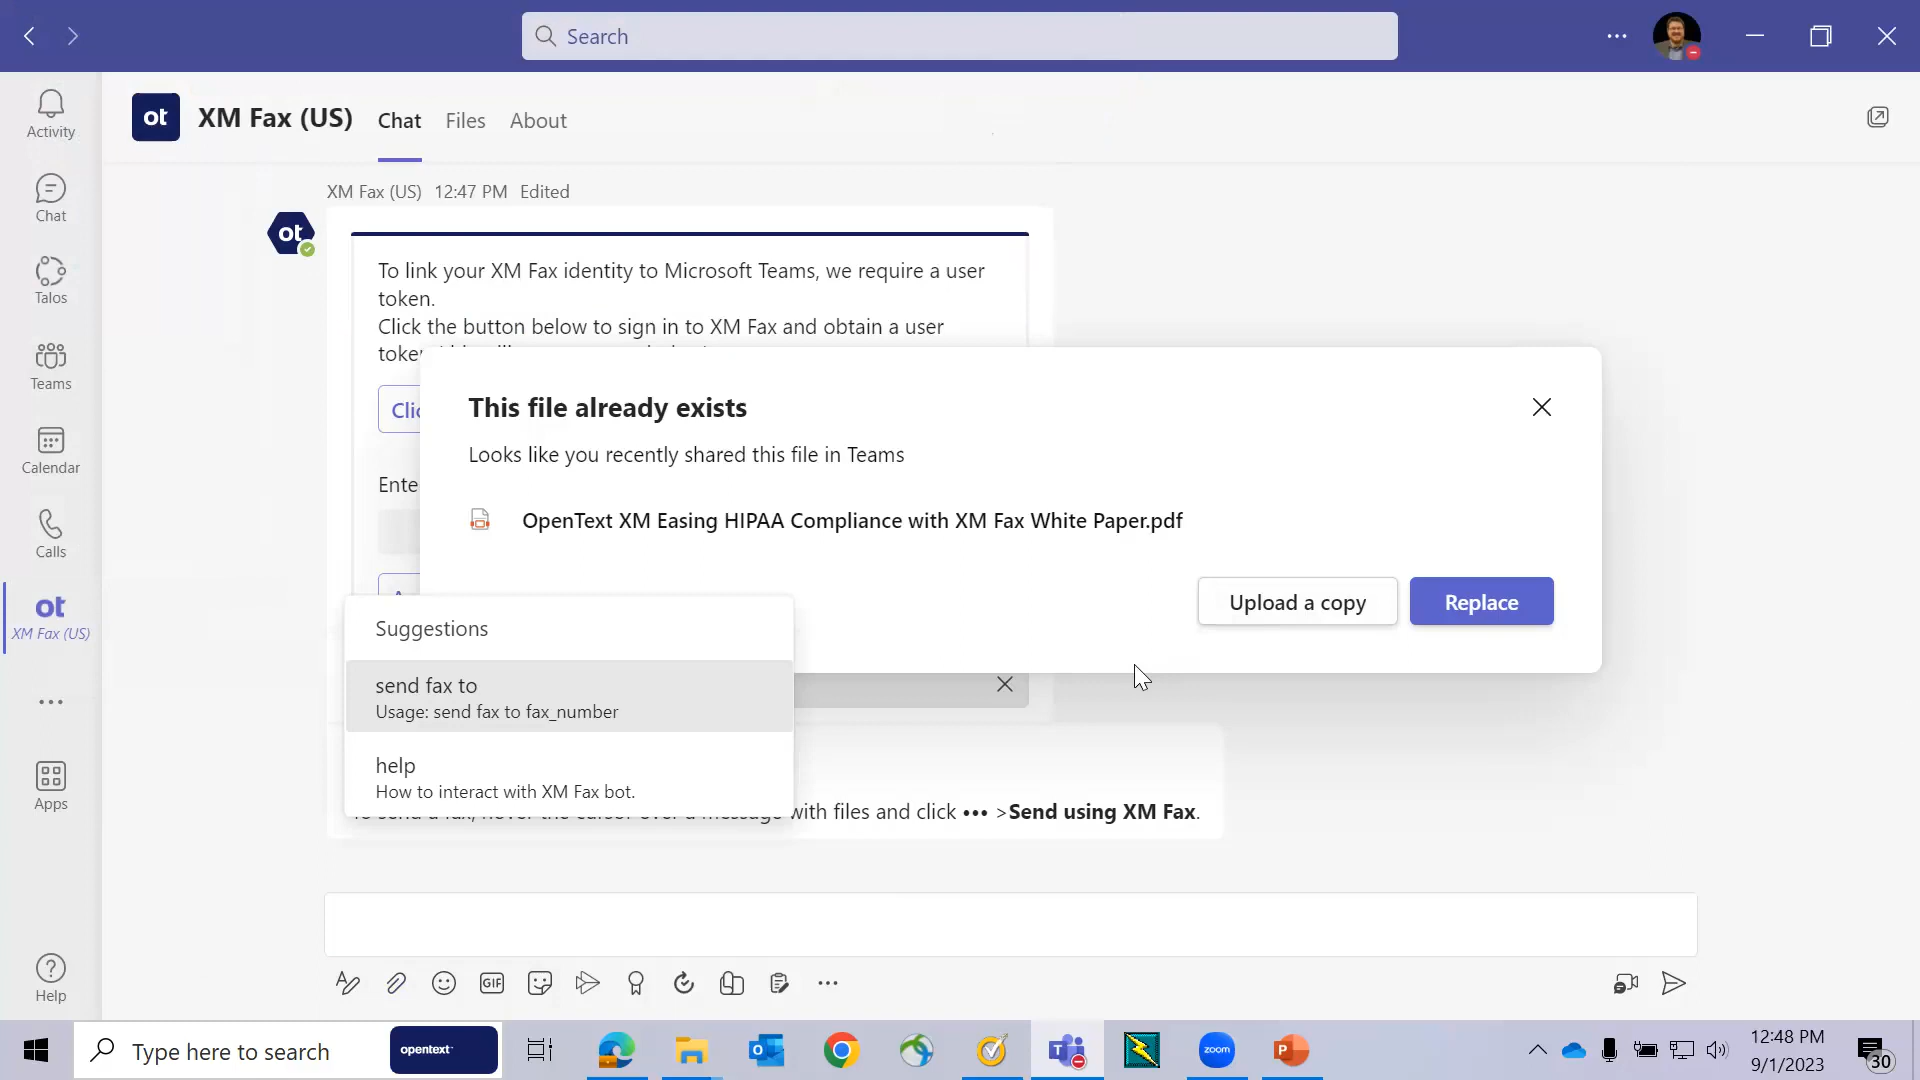 Search
Activity
Chat
Talos
Teams
Calendar
Calls
ot
XM Fax (US)
Apps
Help
ot
XM Fax (US)
Chat
Files
About
XM Fax (US) 12:47 PM Edited
ot
To link your XM Fax identity to Microsoft Teams, we require a user
token.
Click the button below to sign in to XM Fax and obtain a user
This file already exists
Looks like you recently shared this file in Teams
OpenText XM Easing HIPAA Compliance with XM Fax White Paper.pdf
Upload a copy
Replace
Suggestions
send fax to
Usage: send fax to fax_number
help
How to interact with XM Fax bot.
with files and click ••• >Send using XM Fax.
GIF
Type here to search
opentext™
zoom
12:48 PM
9/1/2023
30